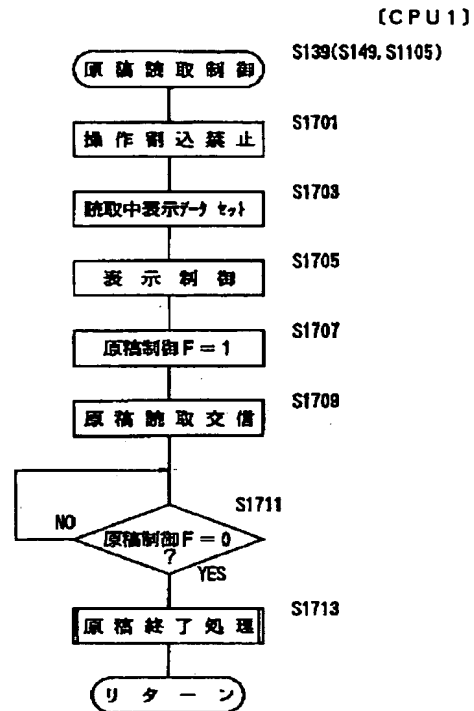 [CPU1]
原稿読取制御 S139(S149, S1105)
操作割込禁止 S1701
読取中表示データセット S1703
表示制御 S1705
原稿制御F=1 S1707
原稿読取交信 S1709
S1711
NO
原稿制御F=0
?
YES
原稿終了処理 S1713
リターン